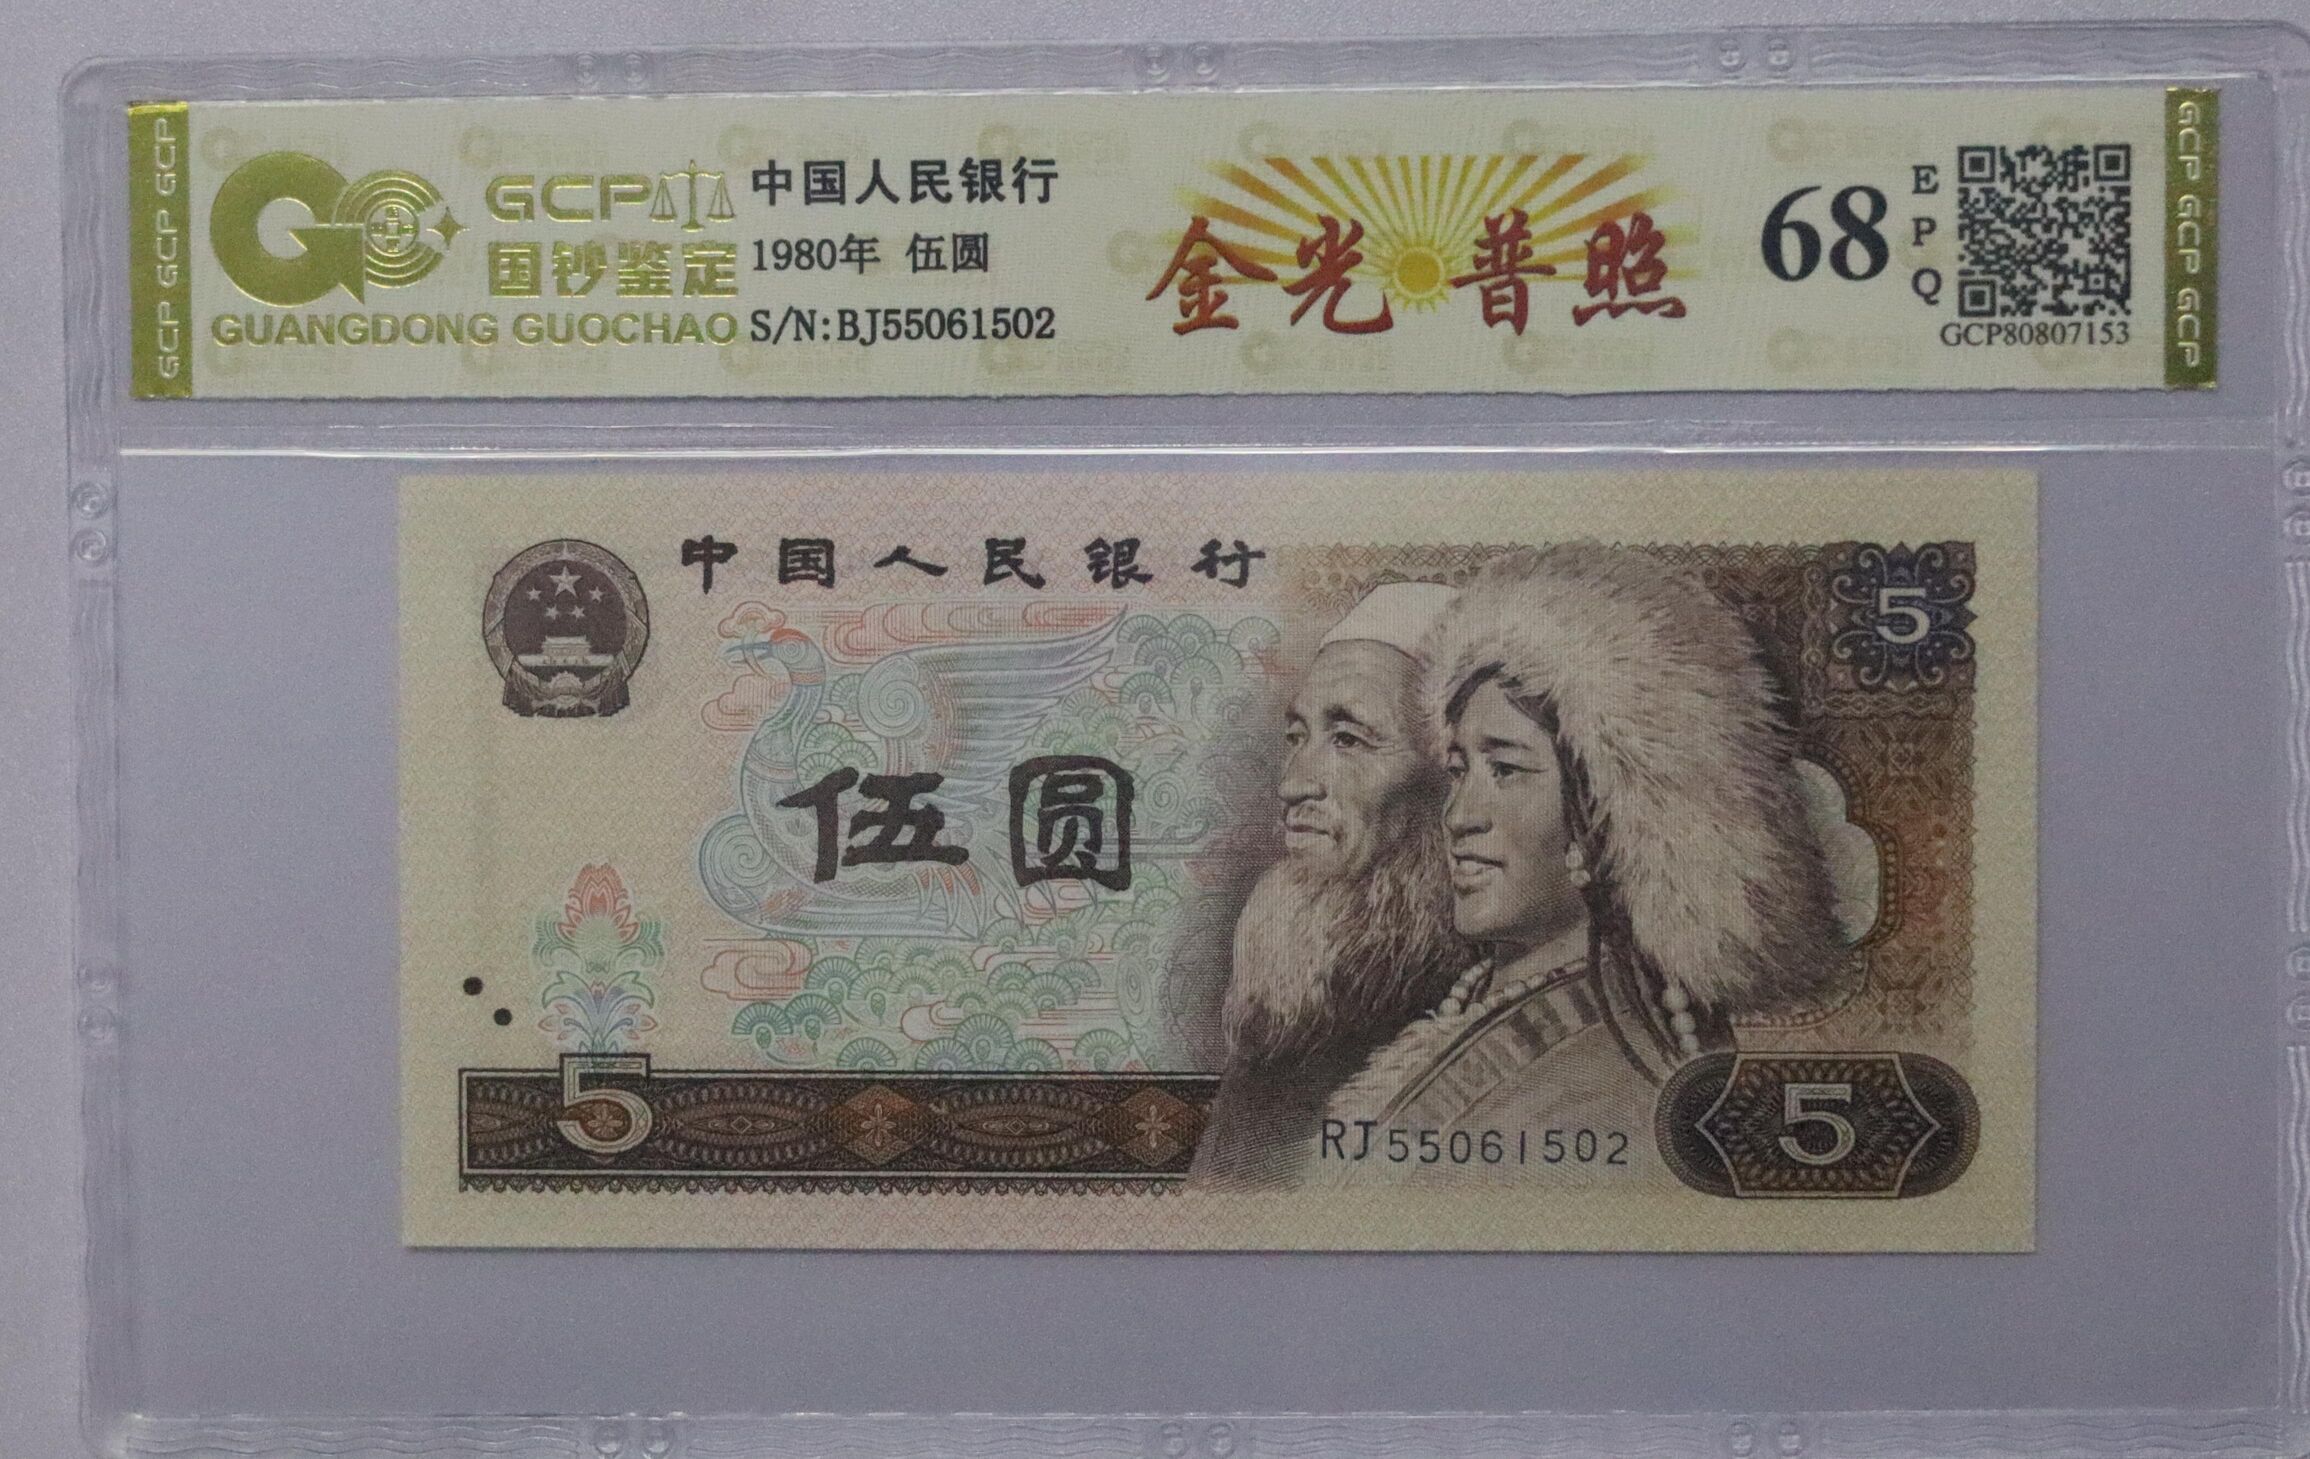 GCP GCP GCP
GCP
国钞鉴定
GUANGDONG GUOCHAO
中国人民银行
1980年 伍圆
S/N:BJ55061502
金光普照
68
EPQ
GCP80807153
GCP GCP GCP GCP
中国人民银行
5
伍圆
5
RJ55061502
5